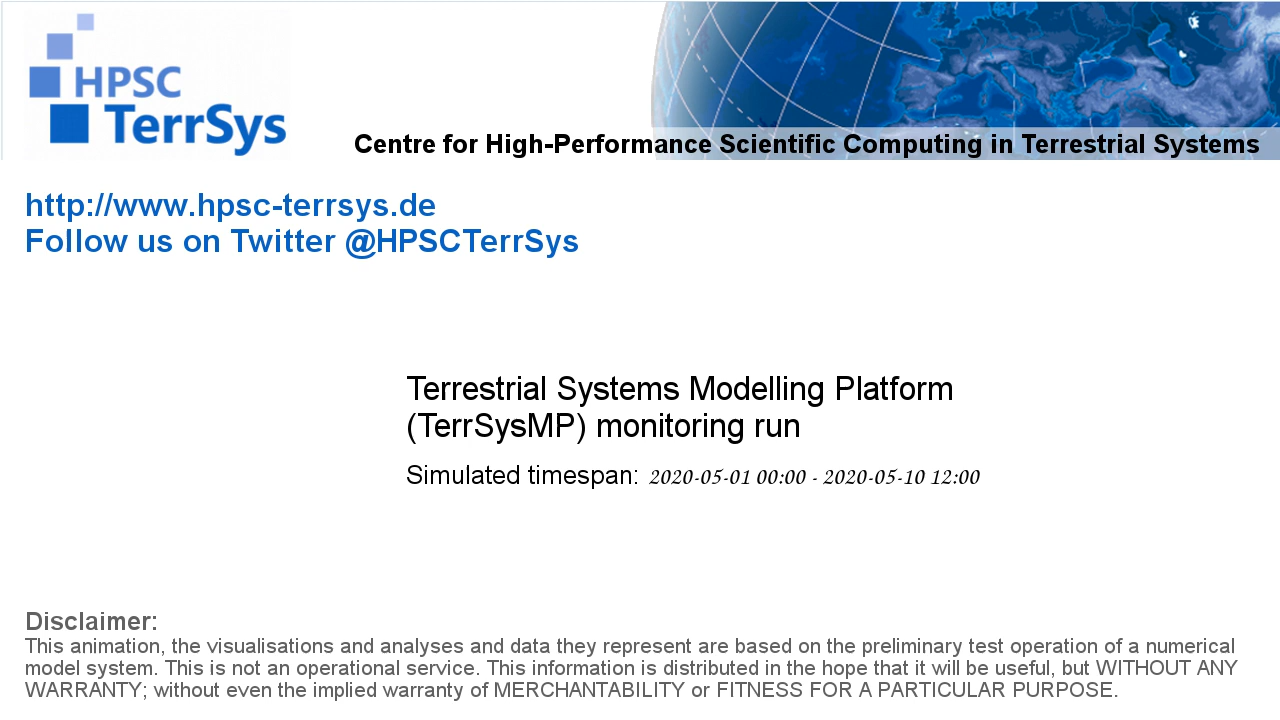 HPSC
TerrSys
Centre for High-Performance Scientific Computing in Terrestrial Systems
http://www.hpsc-terrsys.de
Follow us on Twitter @HPSCTerrSys
Terrestrial Systems Modelling Platform
(TerrSysMP) monitoring run
Simulated timespan: 2020-05-01 00:00 - 2020-05-10 12:00
Disclaimer:
This animation, the visualisations and analyses and data they represent are based on the preliminary test operation of a numerical
model system. This is not an operational service. This information is distributed in the hope that it will be useful, but WITHOUT ANY
WARRANTY; without even the implied warranty of MERCHANTABILITY or FITNESS FOR A PARTICULAR PURPOSE.